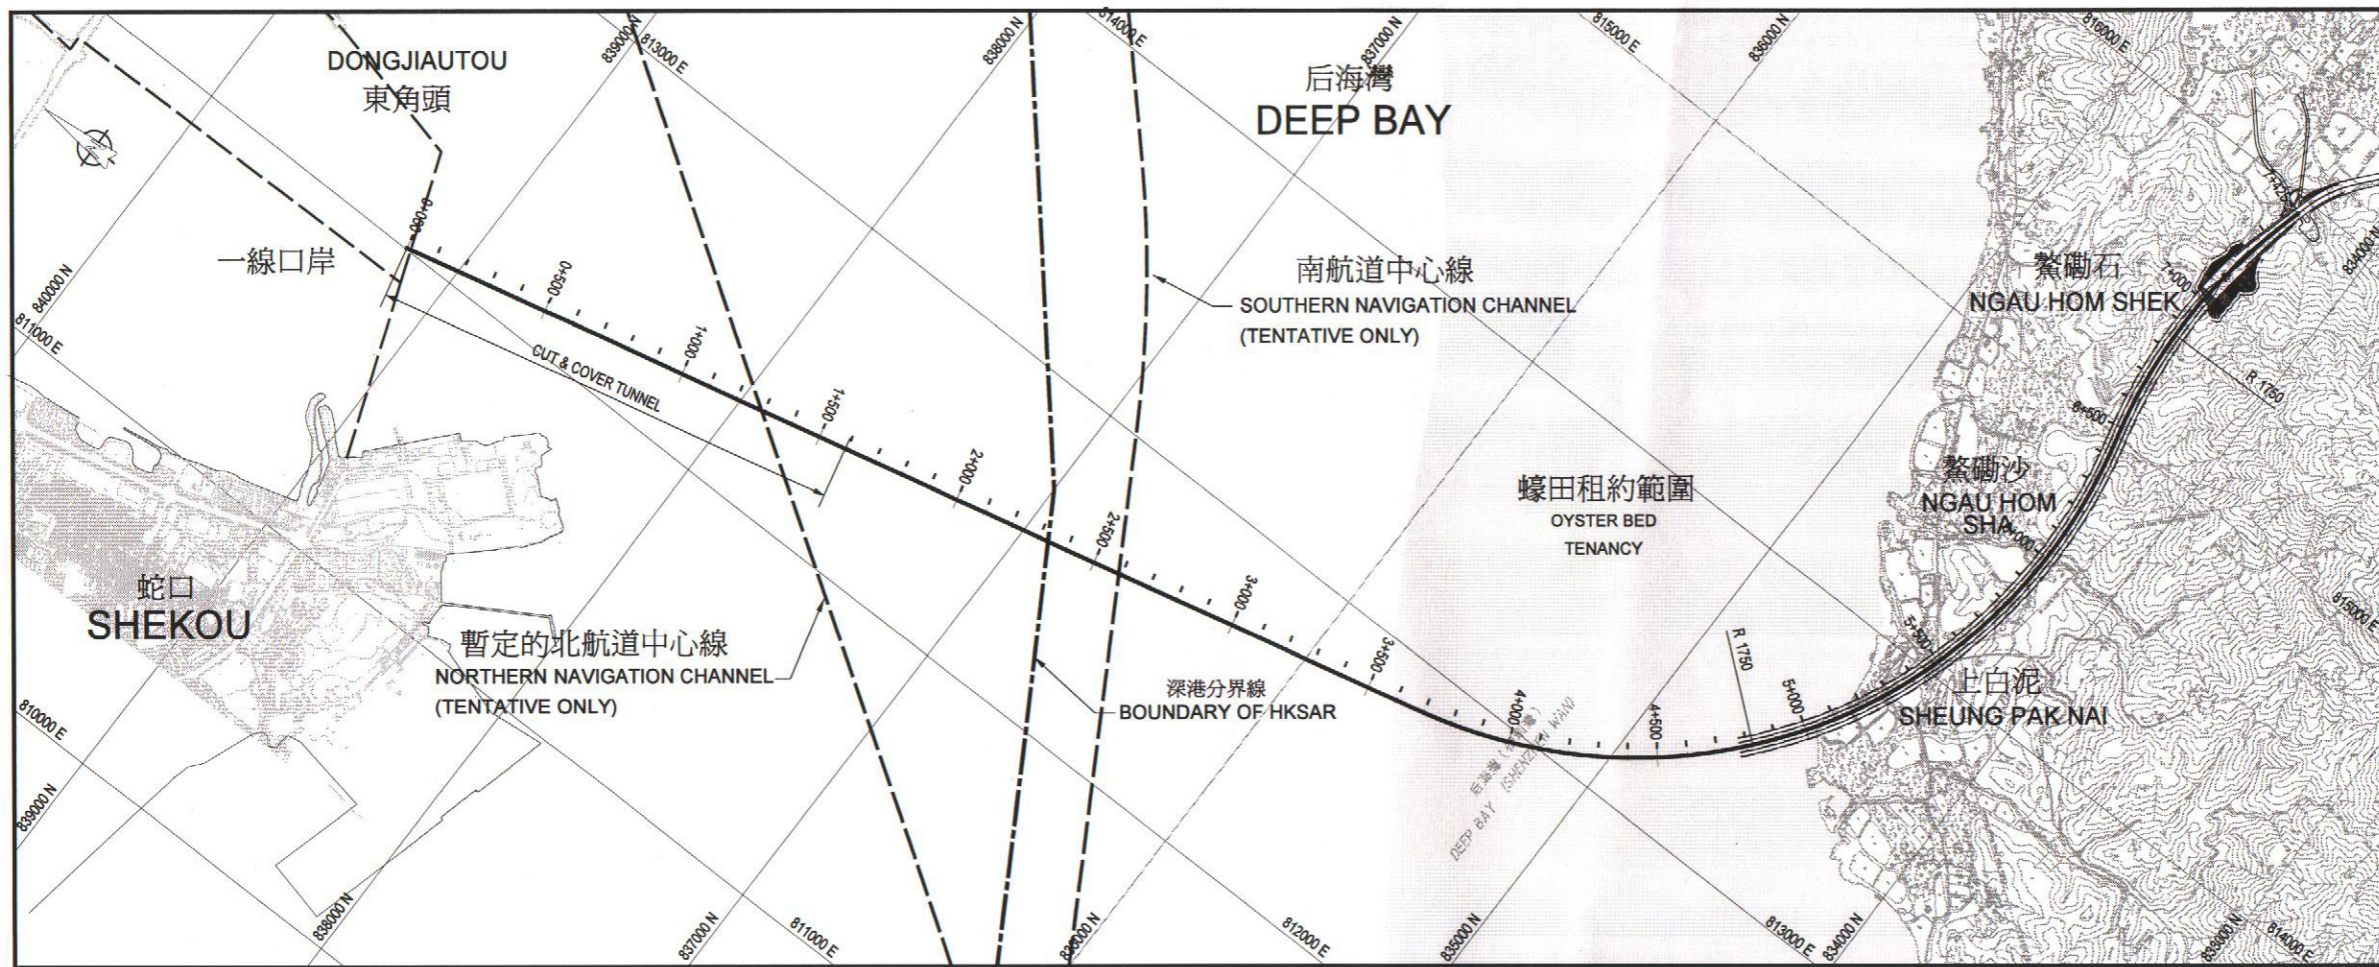 DONGJIAUTOU
東角頭
839000 N
813000 E
838000 N
814000 E
837000 N
815000 E
836000 N
816000 E
后海灣
DEEP BAY
一線口岸
0+000
0+500
1+000
1+500
2+000
2+500
3+000
3+500
4+000
4+500
5+000
5+500
6+500
7+000
CUT & COVER TUNNEL
840000 N
811000 E
南航道中心線
SOUTHERN NAVIGATION CHANNEL
(TENTATIVE ONLY)
鰲磡石
NGAU HOM SHEK
834000 N
R 1750
鰲磡沙
NGAU HOM
SHA
蠔田租約範圍
OYSTER BED
TENANCY
815000 E
蛇口
SHEKOU
暫定的北航道中心線
NORTHERN NAVIGATION CHANNEL
(TENTATIVE ONLY)
深港分界線
BOUNDARY OF HKSAR
R 1750
上白泥
SHEUNG PAK NAI
DEEP BAY (SHENZHEN WAN)
810000 E
839000 N
838000 N
837000 N
811000 E
836000 N
812000 E
835000 N
813000 E
834000 N
833000 N
814000 E